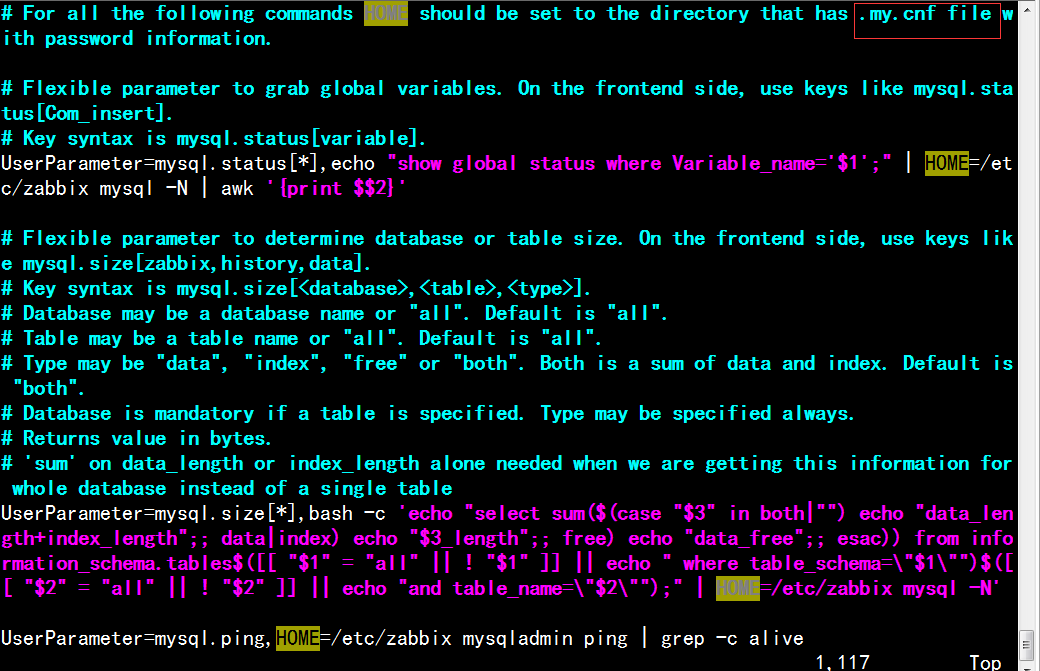 # For all the following commands HOME should be set to the directory that has .my.cnf file w
ith password information.
# Flexible parameter to grab global variables. On the frontend side, use keys like mysql.sta
tus[Com_insert].
# Key syntax is mysql.status[variable].
UserParameter=mysql.status[*],echo "show global status where Variable_name='$1';" | HOME=/et
c/zabbix mysql -N | awk '{print $$2}'
# Flexible parameter to determine database or table size. On the frontend side, use keys lik
e mysql.size[zabbix,history,data].
# Key syntax is mysql.size[<database>,<table>,<type>].
# Database may be a database name or "all". Default is "all".
# Table may be a table name or "all". Default is "all".
# Type may be "data", "index", "free" or "both". Both is a sum of data and index. Default is
 "both".
# Database is mandatory if a table is specified. Type may be specified always.
# Returns value in bytes.
# 'sum' on data_length or index_length alone needed when we are getting this information for
 whole database instead of a single table
UserParameter=mysql.size[*],bash -c 'echo "select sum($(case "$3" in both|"") echo "data_len
gth+index_length";; data|index) echo "$3_length";; free) echo "data_free";; esac)) from info
rmation_schema.tables$([[ "$1" = "all" || ! "$1" ]] || echo " where table_schema=\"$1\"")$([
[ "$2" = "all" || ! "$2" ]] || echo "and table_name=\"$2\"");" | HOME=/etc/zabbix mysql -N'
UserParameter=mysql.ping,HOME=/etc/zabbix mysqladmin ping | grep -c alive
1,117 Top